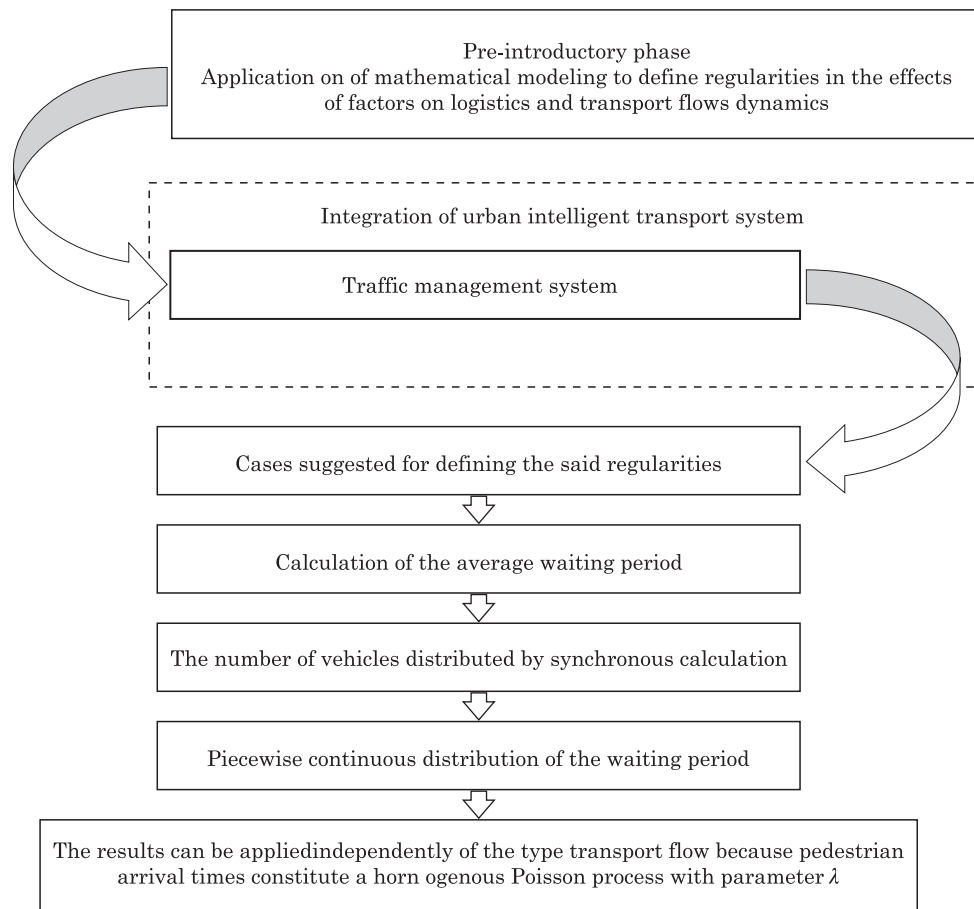 Pre-introductory phase
Application on of mathematical modeling to define regularities in the effects
of factors on logistics and transport flows dynamics
Integration of urban intelligent transport system
Traffic management system
Cases suggested for defining the said regularities
Calculation of the average waiting period
The number of vehicles distributed by synchronous calculation
Piecewise continuous distribution of the waiting period
The results can be appliedindependently of the type transport flow because pedestrian
arrival times constitute a horn ogenous Poisson process with parameter λ